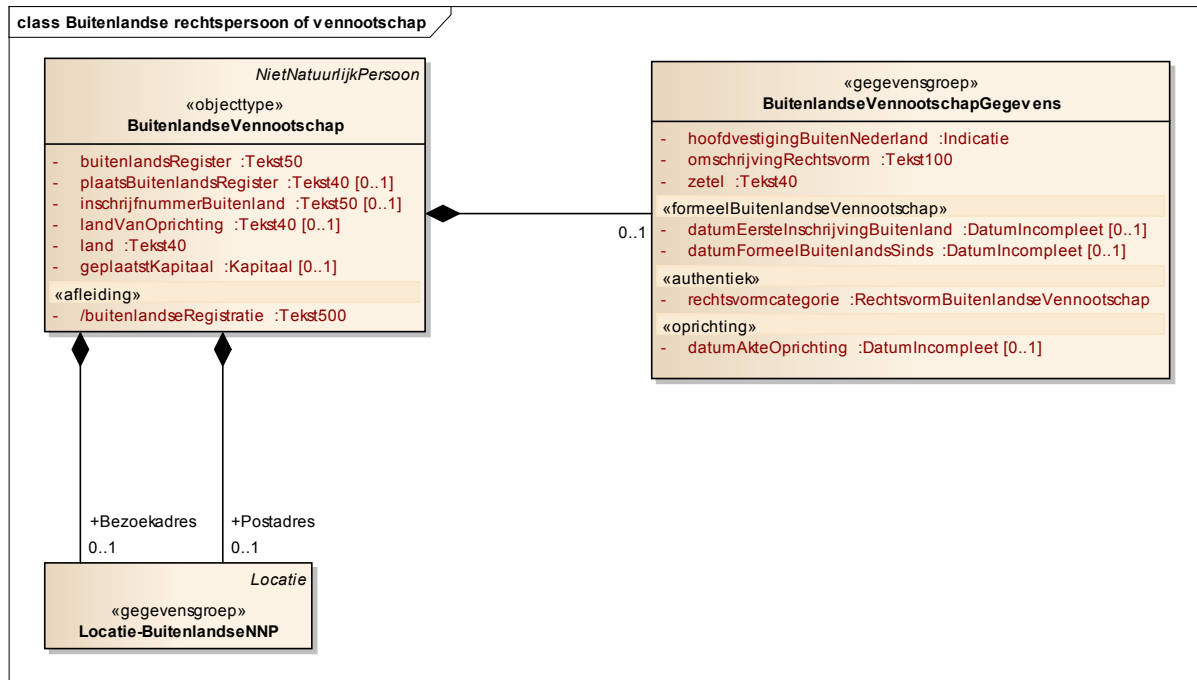 class Buitenlandse rechtspersoon of vennootschap
NietNatuurlijkPersoon
«objecttype»
BuitenlandseVennootschap
- buitenlandsRegister :Tekst50
- plaatsBuitenlandsRegister :Tekst40 [0..1]
- inschrijfnummerBuitenland :Tekst50 [0..1]
- landVanOprichting :Tekst40 [0..1]
- land :Tekst40
- geplaatstKapitaal :Kapitaal [0..1]
«afleiding»
- /buitenlandseRegistratie :Tekst500
«gegevensgroep»
BuitenlandseVennootschapGegevens
- hoofdvestigingBuitenNederland :Indicatie
- omschrijvingRechtsvorm :Tekst100
- zetel :Tekst40
«formeelBuitenlandseVennootschap»
- datumEersteInschrijvingBuitenland :DatumIncompleet [0..1]
- datumFormeelBuitenlandsSinds :DatumIncompleet [0..1]
«authentiek»
- rechtsvormcategorie :RechtsvormBuitenlandseVennootschap
«oprichting»
- datumAkteOprichting :DatumIncompleet [0..1]
0..1
+Bezoekadres
0..1
+Postadres
0..1
Locatie
«gegevensgroep»
Locatie-BuitenlandseNNP